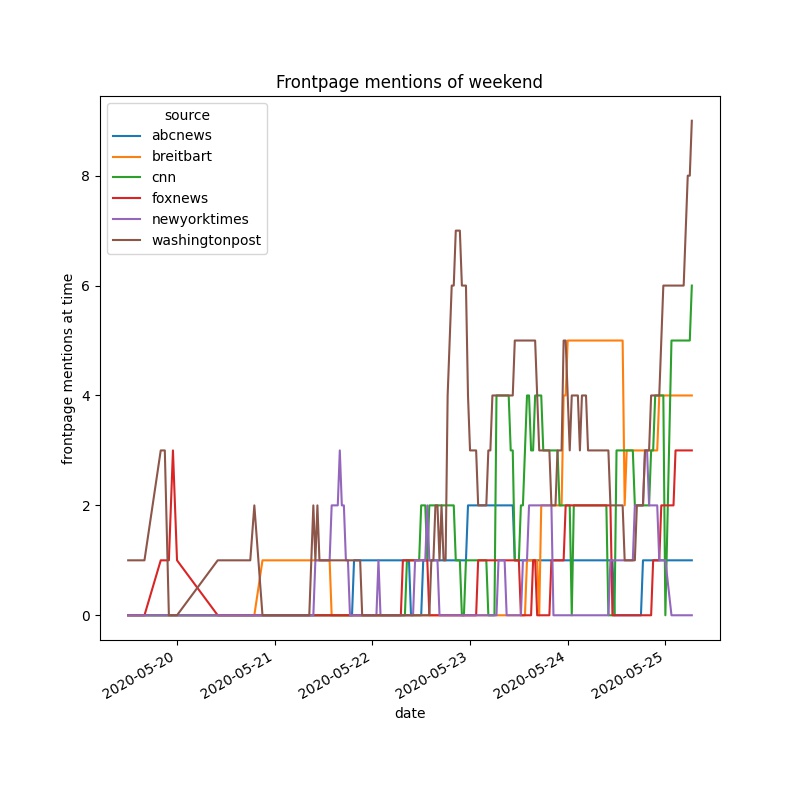 Frontpage mentions of weekend
source
abcnews
breitbart
cnn
foxnews
newyorktimes
washingtonpost
frontpage mentions at time
8
6
4
2
0
2020-05-20
2020-05-21
2020-05-22
2020-05-23
2020-05-24
2020-05-25
date